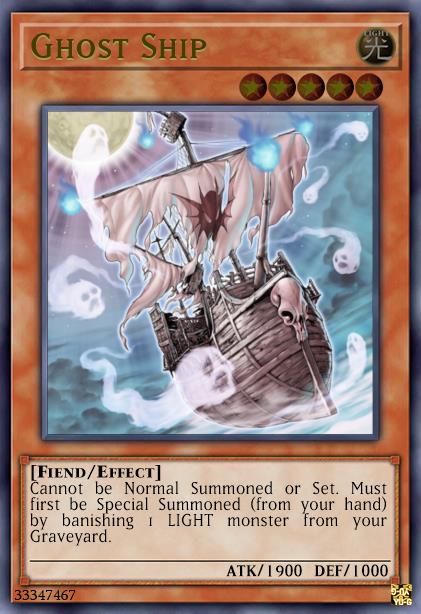 GHOST SHIP
LIGHT
光
[FIEND/EFFECT]
Cannot be Normal Summoned or Set. Must
first be Special Summoned (from your hand)
by banishing 1 LIGHT monster from your
Graveyard.
ATK/1900 DEF/1000
33347467